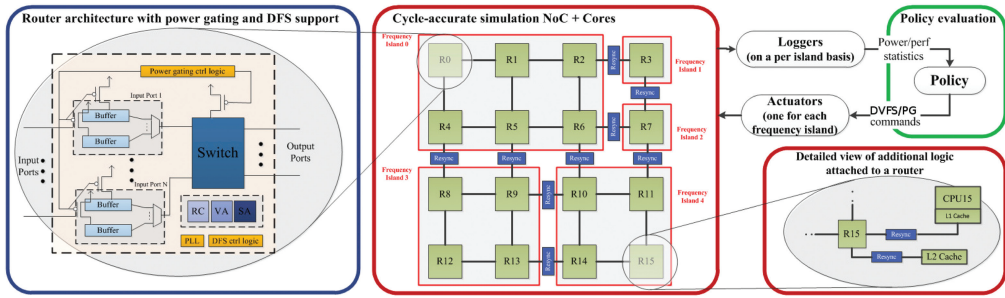 Router architecture with power gating and DFS support
Power gating ctrl logic
Input Port 1
Buffer
Buffer
Input Port N
Buffer
Buffer
Switch
Input
Ports
Output
Ports
RC
VA
SA
PLL
DFS ctrl logic
Cycle-accurate simulation NoC + Cores
Frequency
Island 0
R0
R1
R2
Resync
R3
Frequency
Island 1
Resync
R4
R5
R6
Resync
R7
Frequency
Island 2
Resync
Resync
Resync
Resync
Frequency
Island 3
R8
R9
Resync
R10
R11
Frequency
Island 4
R12
R13
Resync
R14
R15
Loggers
(on a per island basis)
Actuators
(one for each
frequency island)
Power/perf
statistics
DVFS/PG
commands
Policy evaluation
Policy
Detailed view of additional logic
attached to a router
R15
Resync
CPU15
L1 Cache
Resync
L2 Cache